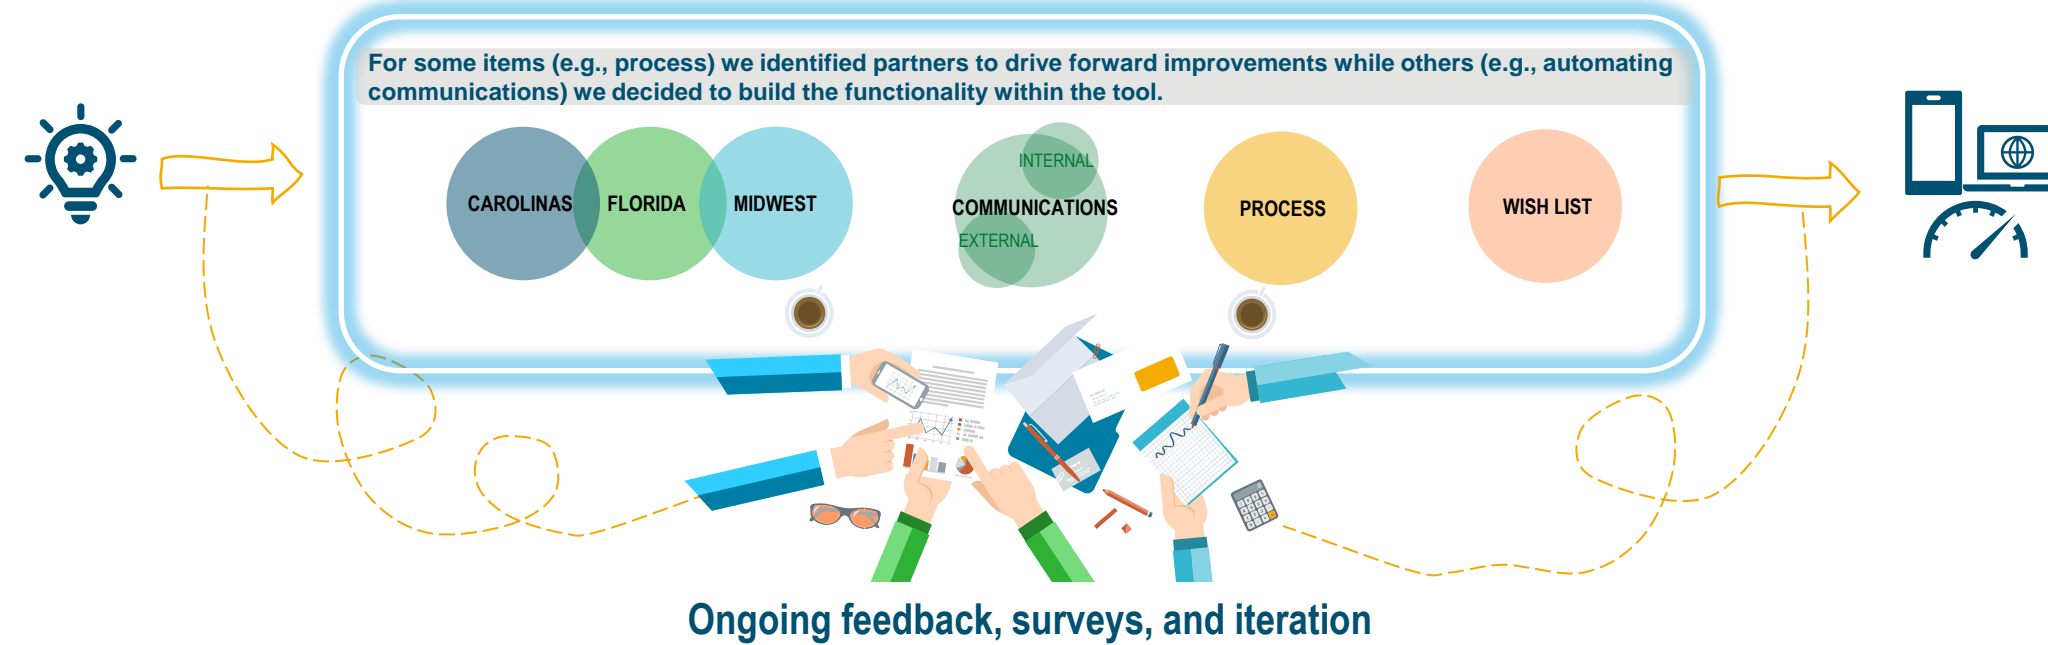 For some items (e.g., process) we identified partners to drive forward improvements while others (e.g., automating
communications) we decided to build the functionality within the tool.
CAROLINAS
FLORIDA
MIDWEST
INTERNAL
COMMUNICATIONS
EXTERNAL
PROCESS
WISH LIST
Ongoing feedback, surveys, and iteration